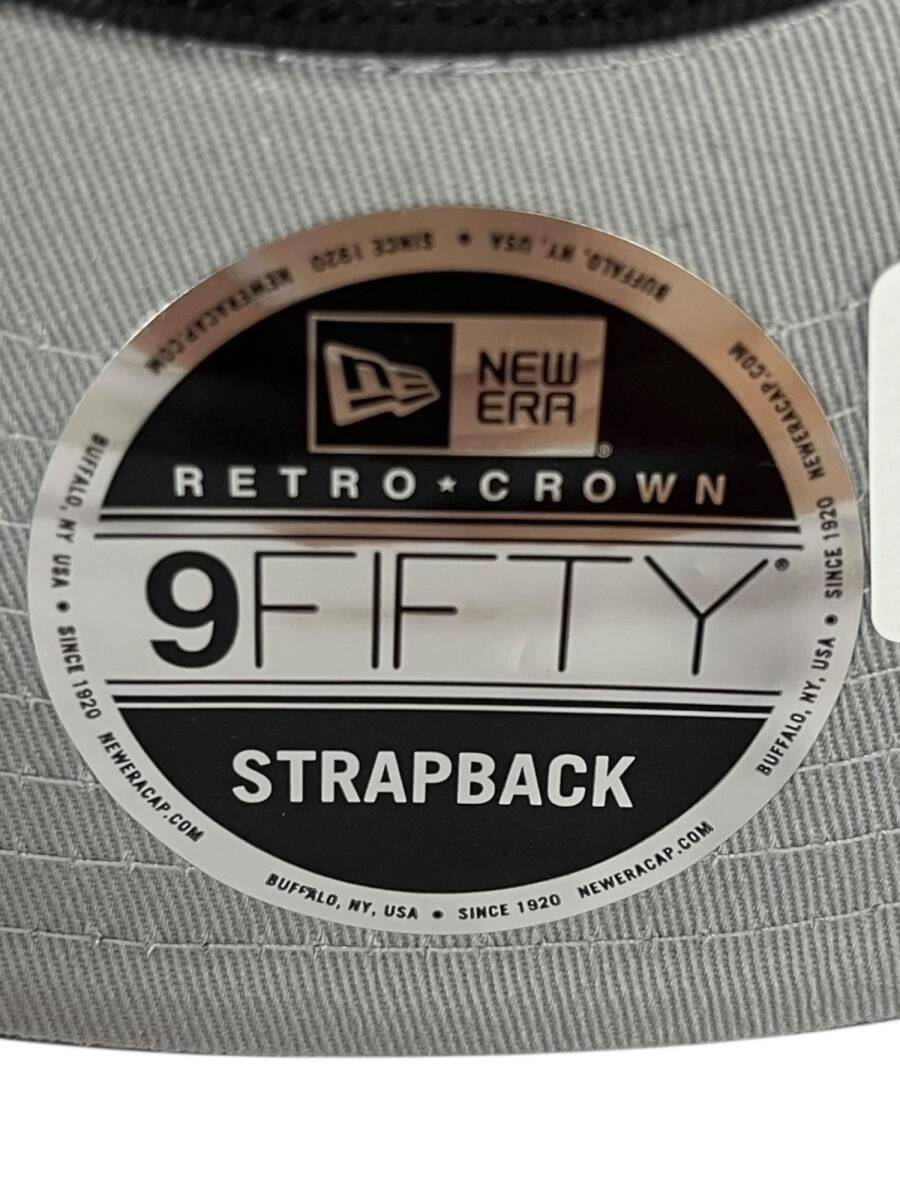 NEW
ERA
®
RETRO★CROWN
9FIFTY®
STRAPBACK
BUFFALO, NY, USA • SINCE 1920 NEWERACAP.COM
BUFFALO, NY, USA • SINCE 1920 NEWERACAP.COM
BUFFALO, NY, USA • SINCE 1920 NEWERACAP.COM
BUFFALO, NY USA • SINCE 1920 NEWERACAP.COM